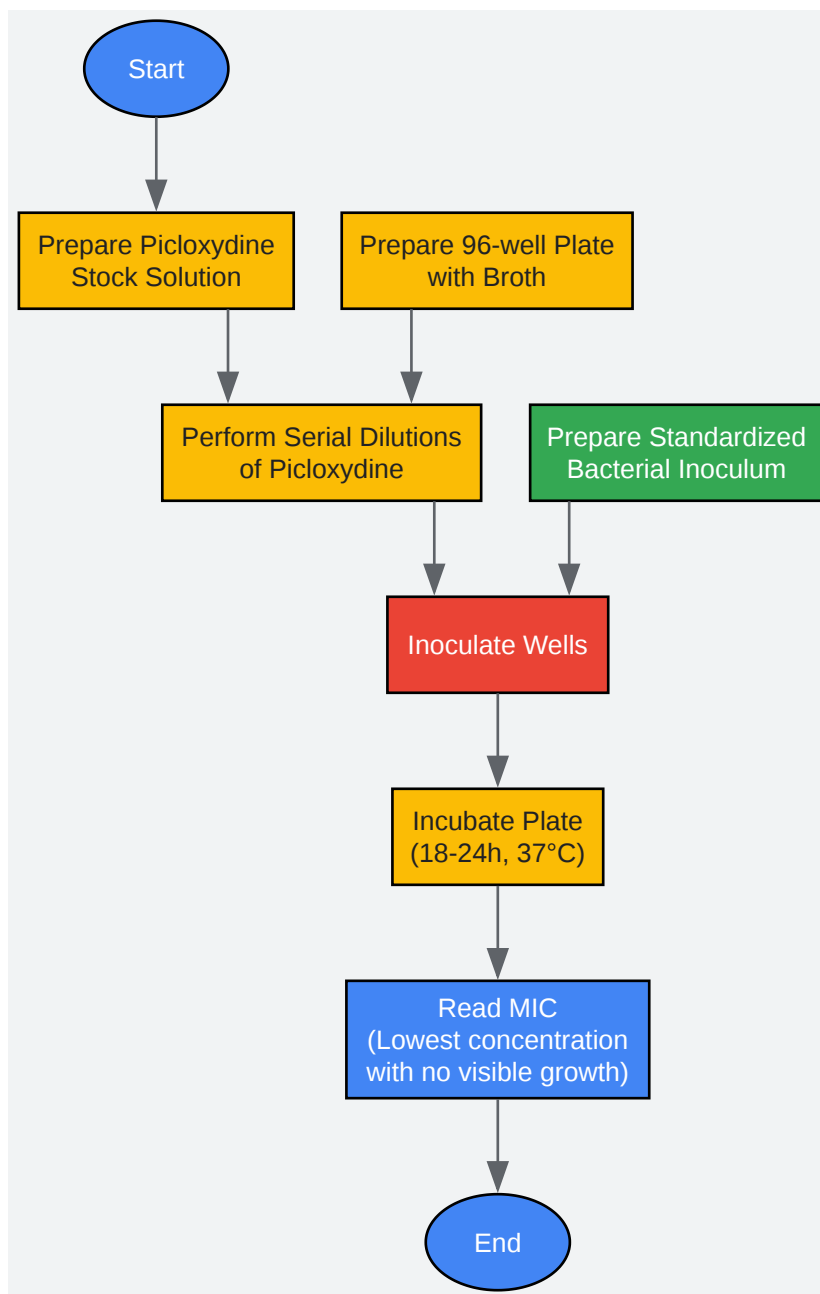 Start
Prepare Picloxydine
Stock Solution
Prepare 96-well Plate
with Broth
Perform Serial Dilutions
of Picloxydine
Prepare Standardized
Bacterial Inoculum
Inoculate Wells
Incubate Plate
(18-24h, 37°C)
Read MIC
(Lowest concentration
with no visible growth)
End